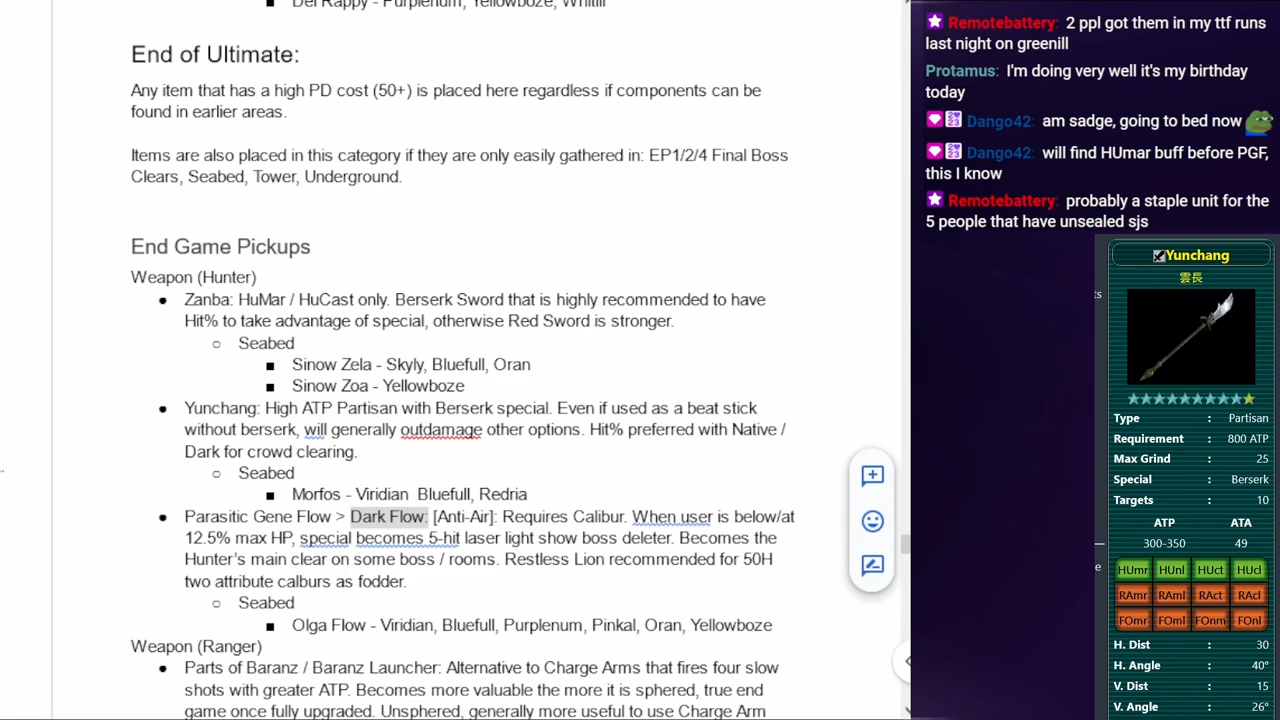 Del Rappy - Purplenum, Yellowboze, Whitill
End of Ultimate:
Any item that has a high PD cost (50+) is placed here regardless if components can be
found in earlier areas.
Items are also placed in this category if they are only easily gathered in: EP1/2/4 Final Boss
Clears, Seabed, Tower, Underground.
End Game Pickups
Weapon (Hunter)
● Zanba: HuMar / HuCast only. Berserk Sword that is highly recommended to have
Hit% to take advantage of special, otherwise Red Sword is stronger.
○ Seabed
■ Sinow Zela - Skyly, Bluefull, Oran
■ Sinow Zoa - Yellowboze
● Yunchang: High ATP Partisan with Berserk special. Even if used as a beat stick
without berserk, will generally outdamage other options. Hit% preferred with Native /
Dark for crowd clearing.
○ Seabed
■ Morfos - Viridian Bluefull, Redria
● Parasitic Gene Flow > Dark Flow: [Anti-Air]: Requires Calibur. When user is below/at
12.5% max HP, special becomes 5-hit laser light show boss deleter. Becomes the
Hunter's main clear on some boss / rooms. Restless Lion recommended for 50H
two attribute calburs as fodder.
○ Seabed
■ Olga Flow - Viridian, Bluefull, Purplenum, Pinkal, Oran, Yellowboze
Weapon (Ranger)
● Parts of Baranz / Baranz Launcher: Alternative to Charge Arms that fires four slow
shots with greater ATP. Becomes more valuable the more it is sphered, true end
game once fully upgraded. Unsphered, generally more useful to use Charge Arm
Remotebattery: 2 ppl got them in my ttf runs
last night on greenill
Protamus: I'm doing very well it's my birthday
today
Dango42: am sadge, going to bed now
Dango42: will find HUmar buff before PGF,
this I know
Remotebattery: probably a staple unit for the
5 people that have unsealed sjs
Yunchang
雲長
Type : Partisan
Requirement : 800 ATP
Max Grind : 25
Special : Berserk
Targets : 10
ATP ATA
300-350 49
HUmr HUnl HUct HUcl
RAmr RAml RAct RAcl
FOmr FOml FOnm FOnl
H. Dist : 30
H. Angle : 40°
V. Dist : 15
V. Angle : 26°